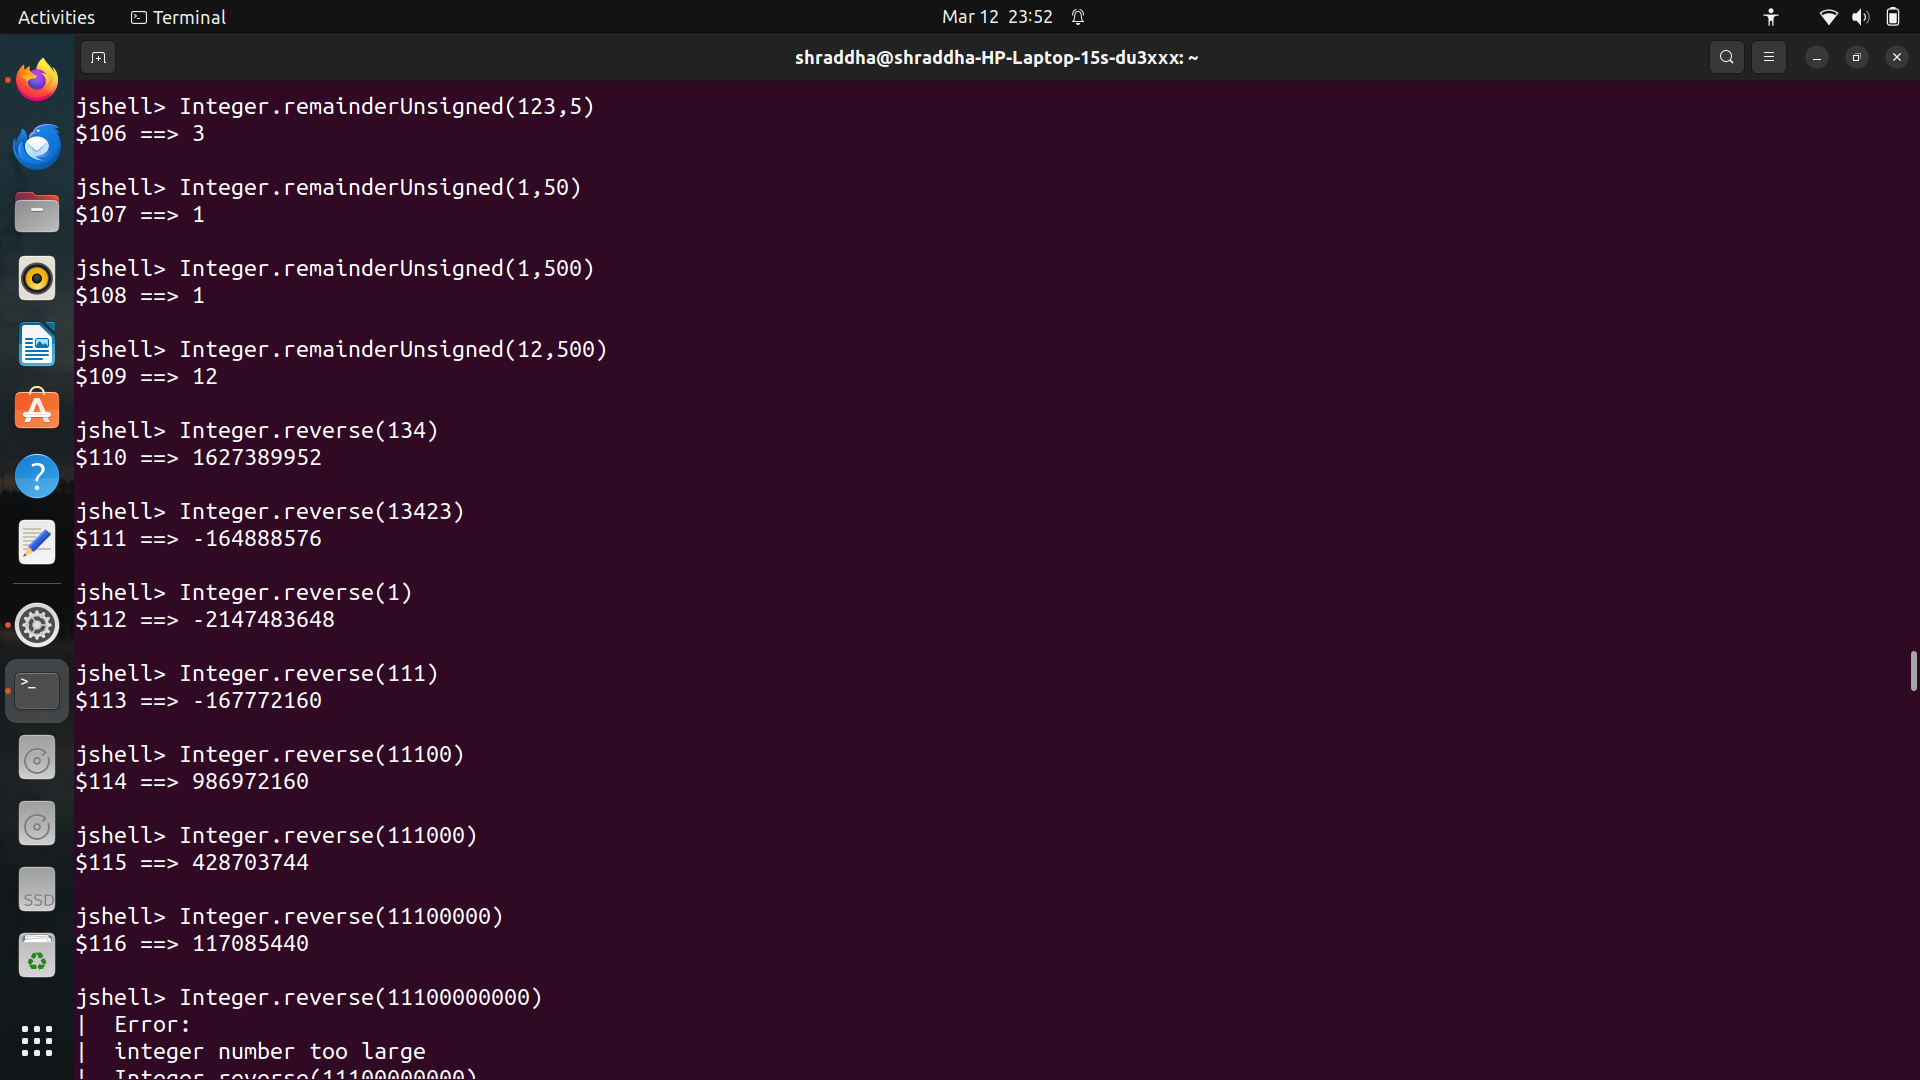 Activities
Terminal
Mar 12 23:52
shraddha@shraddha-HP-Laptop-15s-du3xxx: ~
jshell> Integer.remainderUnsigned(123,5)
$106 ==> 3
jshell> Integer.remainderUnsigned(1,50)
$107 ==> 1
jshell> Integer.remainderUnsigned(1,500)
$108 ==> 1
jshell> Integer.remainderUnsigned(12,500)
$109 ==> 12
jshell> Integer.reverse(134)
$110 ==> 1627389952
jshell> Integer.reverse(13423)
$111 ==> -164888576
jshell> Integer.reverse(1)
$112 ==> -2147483648
jshell> Integer.reverse(111)
$113 ==> -167772160
jshell> Integer.reverse(11100)
$114 ==> 986972160
jshell> Integer.reverse(111000)
$115 ==> 428703744
jshell> Integer.reverse(11100000)
$116 ==> 117085440
jshell> Integer.reverse(11100000000)
|  Error:
|  integer number too large
|  Integer.reverse(11100000000)
SSD